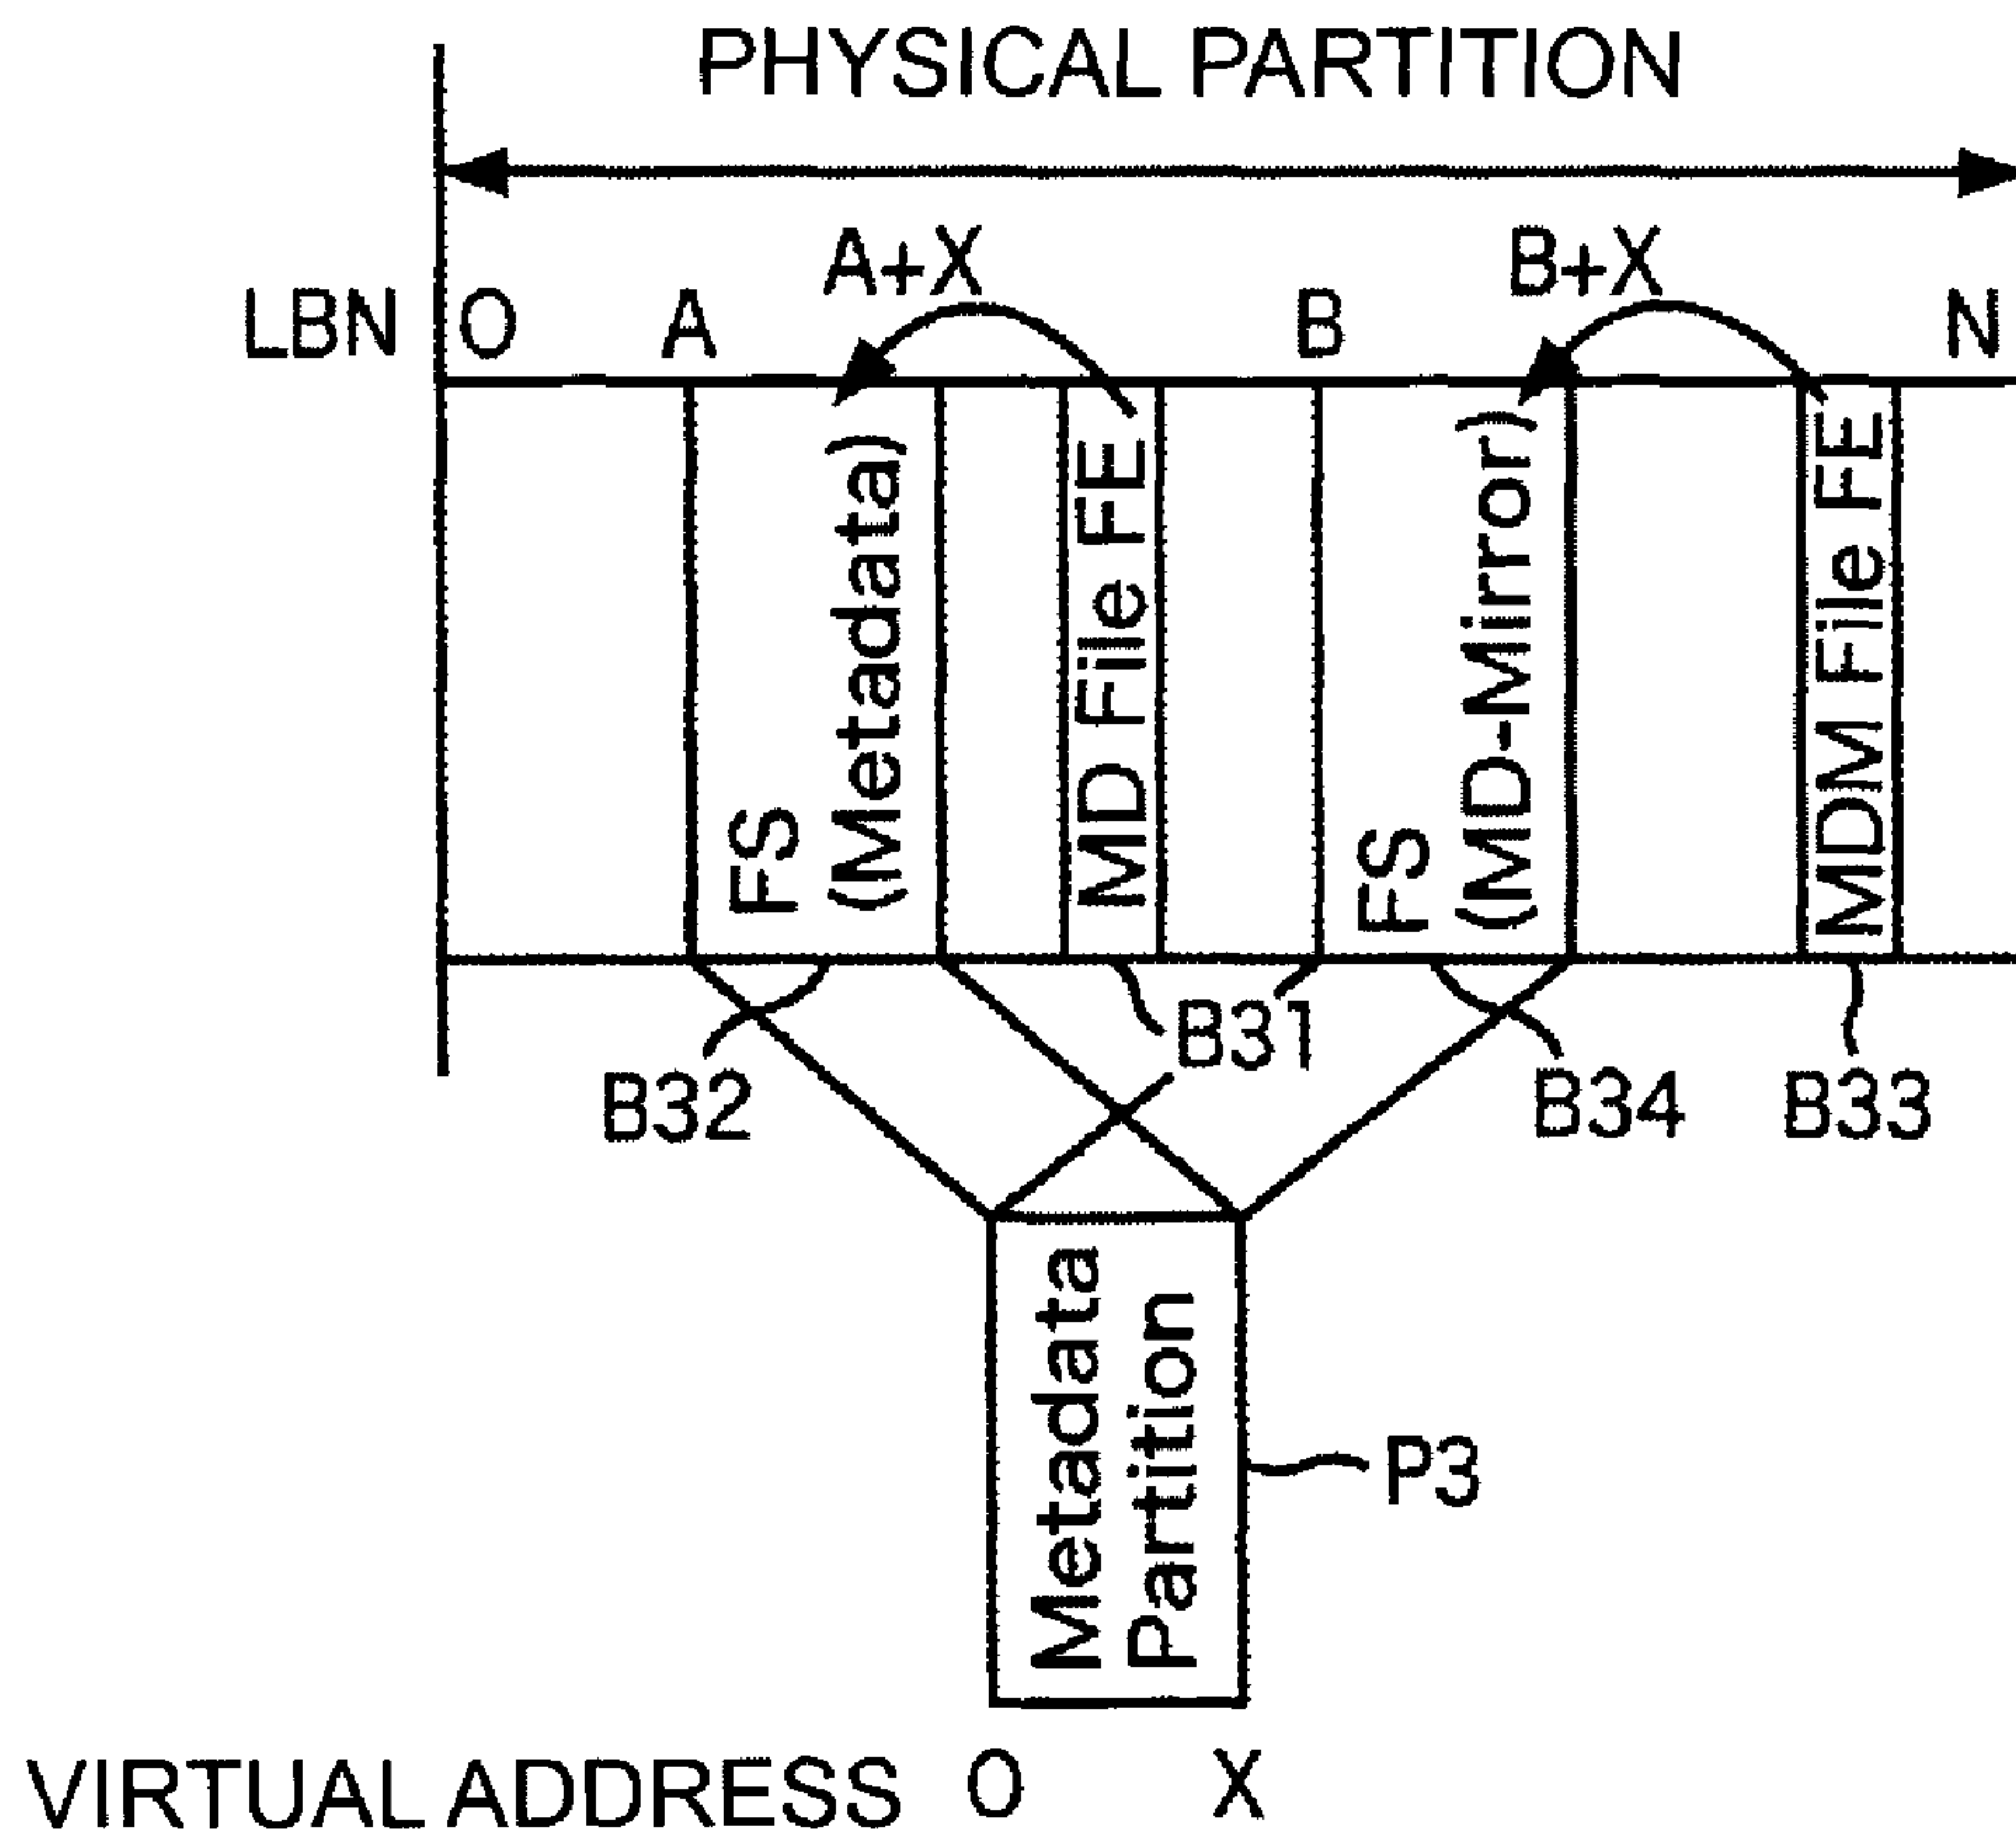 PHYSICAL PARTITION
A+X
B+X
LBN O A B N
FS
(Metadata)
MD File FE
FS
(MD-Mirror)
MDM File FE
B31
B32
B34
B33
Metadata
Partition
P3
VIRTUAL ADDRESS O X